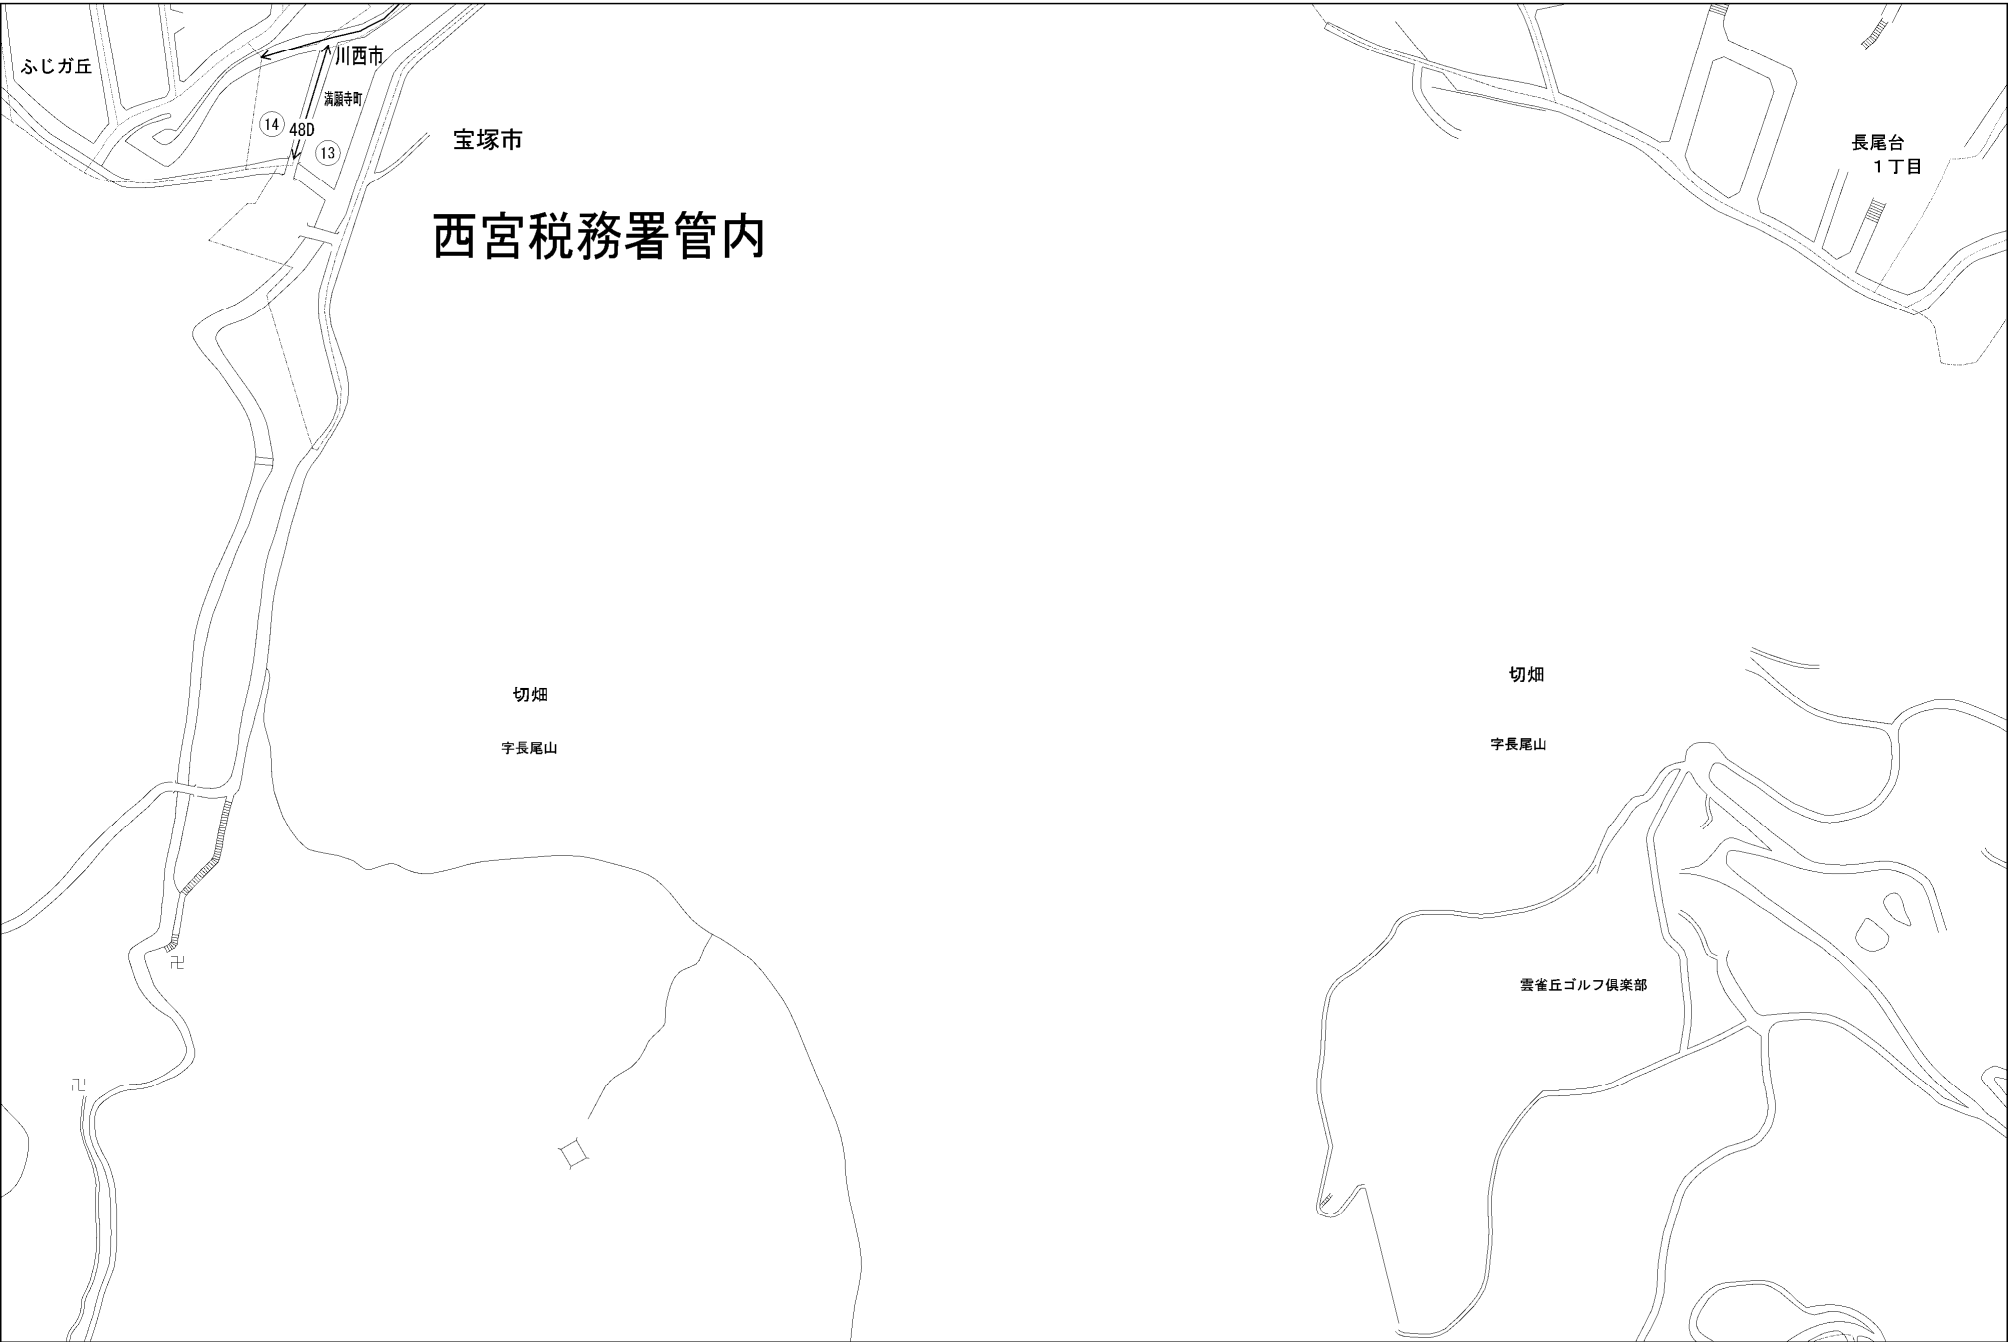 ふじガ丘
川西市
満願寺町
14
48D
13
宝塚市
西宮税務署管内
長尾台
1丁目
切畑
字長尾山
切畑
字長尾山
雲雀丘ゴルフ倶楽部
卍
卍